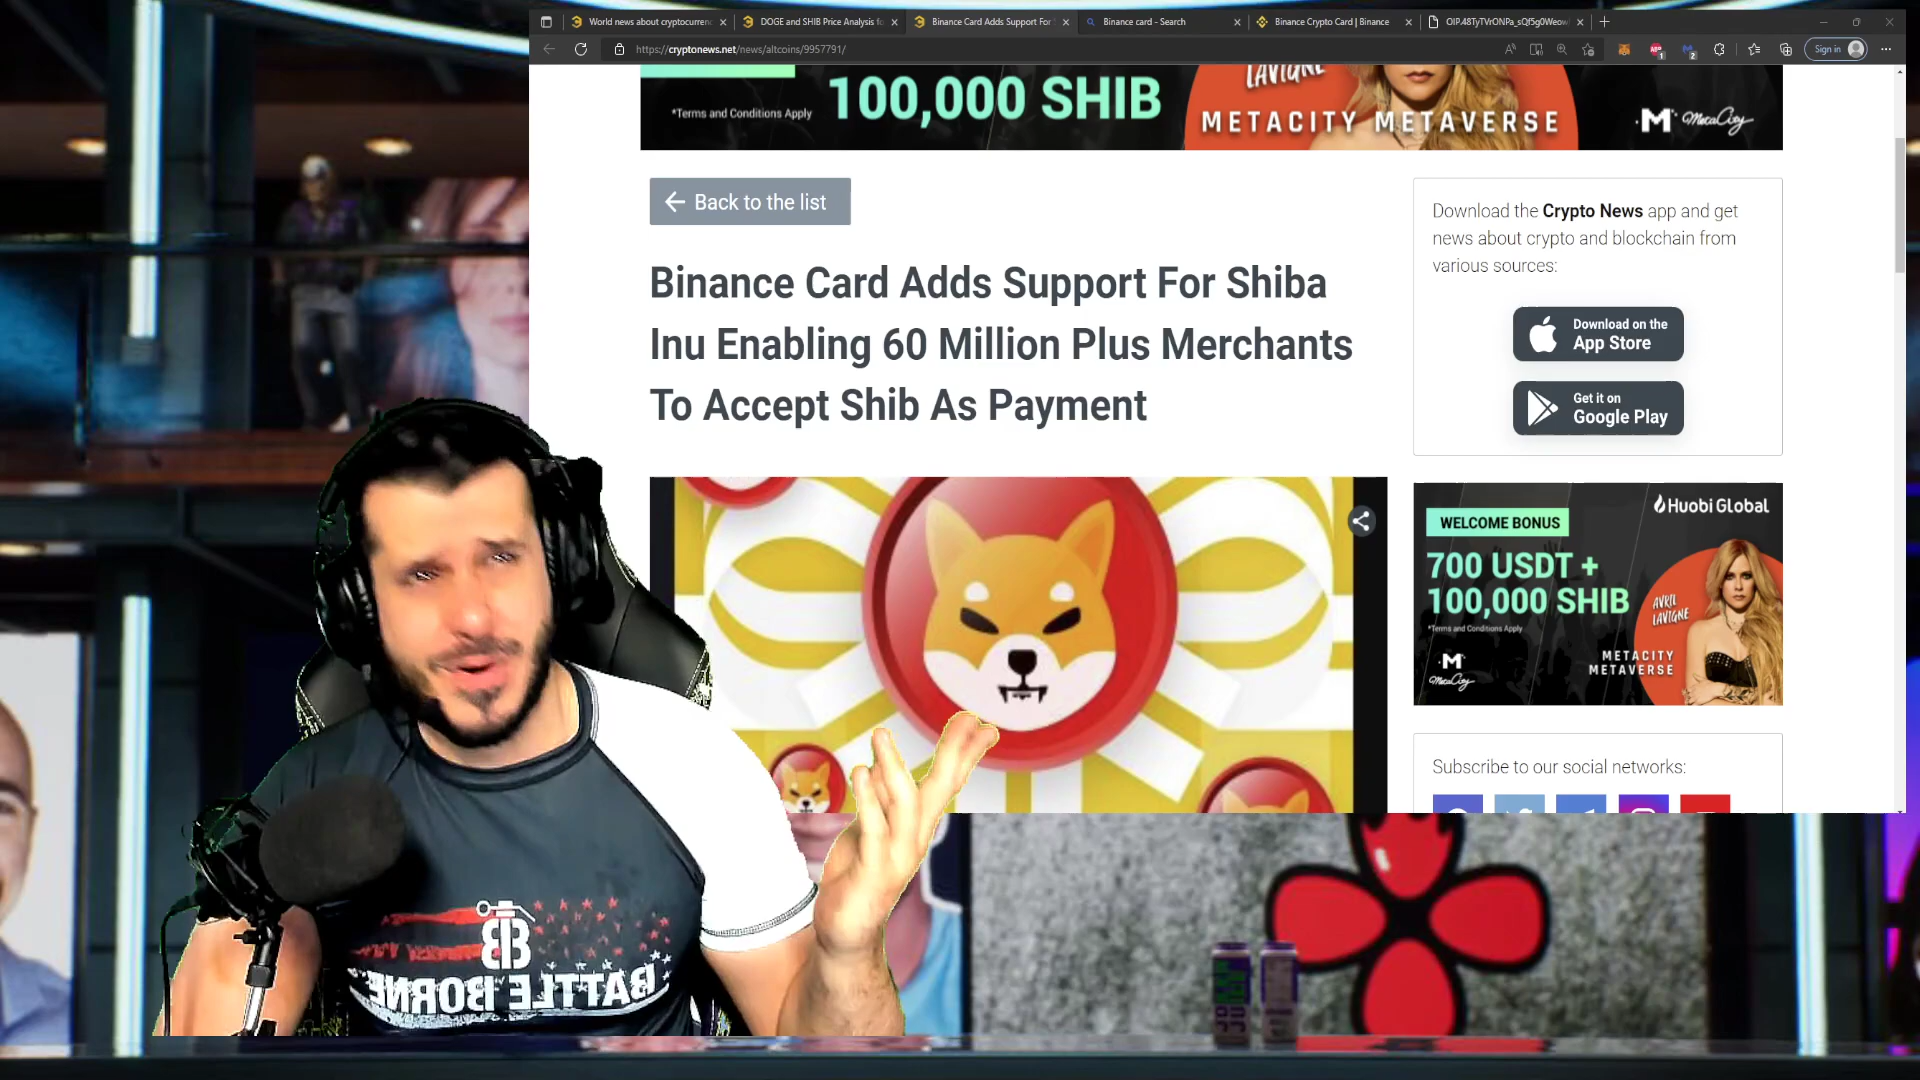 World news about cryptocurrenc
DOGE and SHIB Price Analysis fo
Binance Card Adds Support For
Binance card - Search
Binance Crypto Card | Binance
https://cryptonews.net/news/altcoins/9957791/
Sign in
LAVIGNE
*Terms and Conditions Apply
100,000 SHIB
METACITY METAVERSE
M
MetaCity
Back to the list
Download the Crypto News app and get
news about crypto and blockchain from
various sources:
Binance Card Adds Support For Shiba
Inu Enabling 60 Million Plus Merchants
To Accept Shib As Payment
Download on the
App Store
Get it on
Google Play
Huobi Global
WELCOME BONUS
700 USDT +
100,000 SHIB
*Terms and Conditions Apply
AVRIL
LAVIGNE
METACITY
METAVERSE
M
MetaCity
Subscribe to our social networks:
BATTLE BORNE